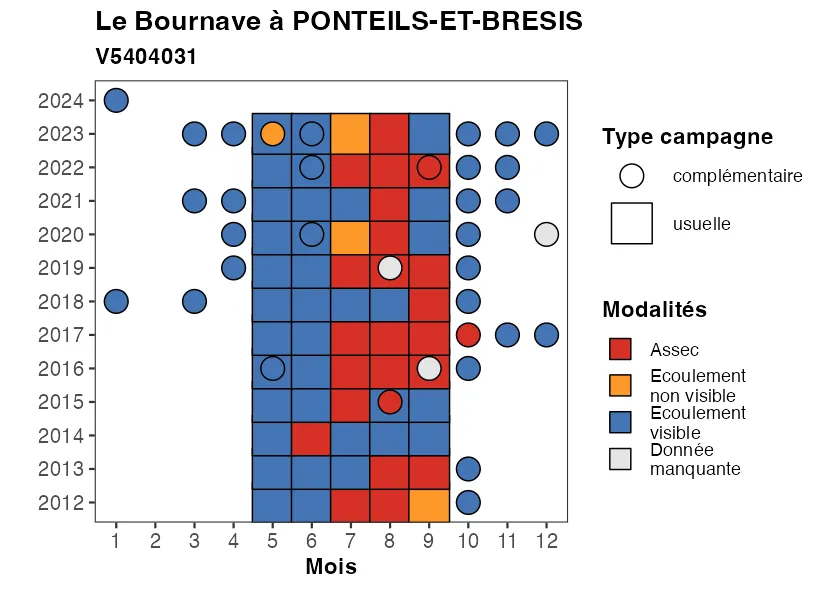 Le Bournave à PONTEILS-ET-BRESIS
V5404031
2024
2023
2022
2021
2020
2019
2018
2017
2016
2015
2014
2013
2012
1 2 3 4 5 6 7 8 9 10 11 12
Mois
Type campagne
complémentaire
usuelle
Modalités
Assec
Ecoulement
non visible
Ecoulement
visible
Donnée
manquante